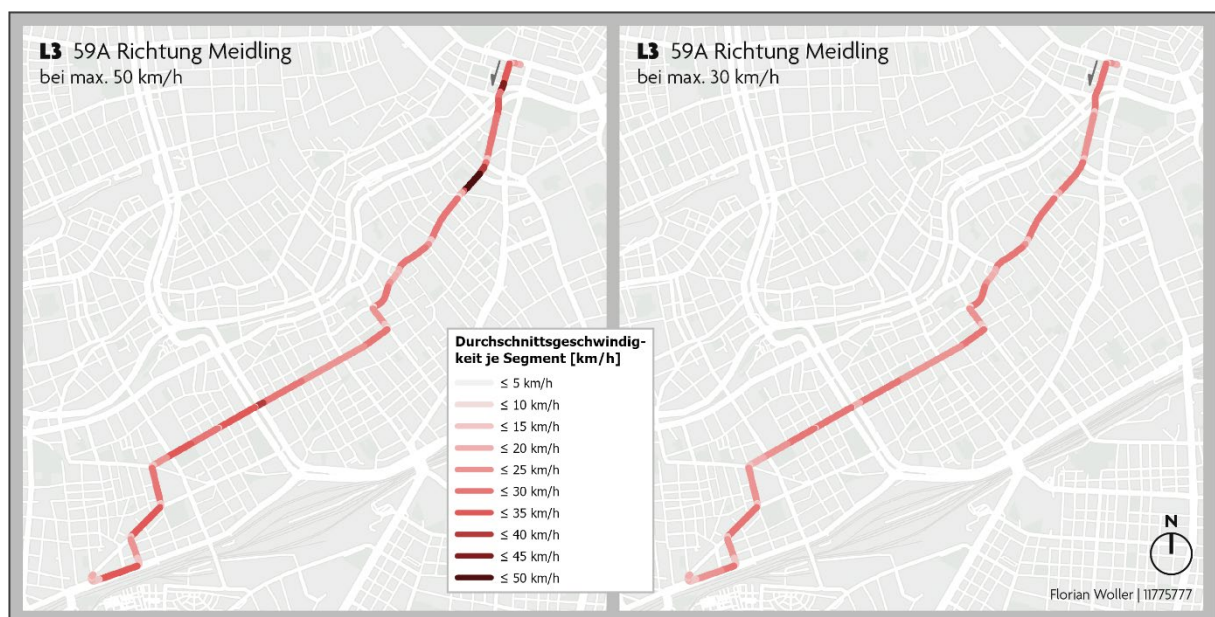 L3 59A Richtung Meidling
bei max. 50 km/h
L3 59A Richtung Meidling
bei max. 30 km/h
Durchschnittsgeschwindig-
keit je Segment [km/h]
≤ 5 km/h
≤ 10 km/h
≤ 15 km/h
≤ 20 km/h
≤ 25 km/h
≤ 30 km/h
≤ 35 km/h
≤ 40 km/h
≤ 45 km/h
≤ 50 km/h
N
Florian Woller | 11775777